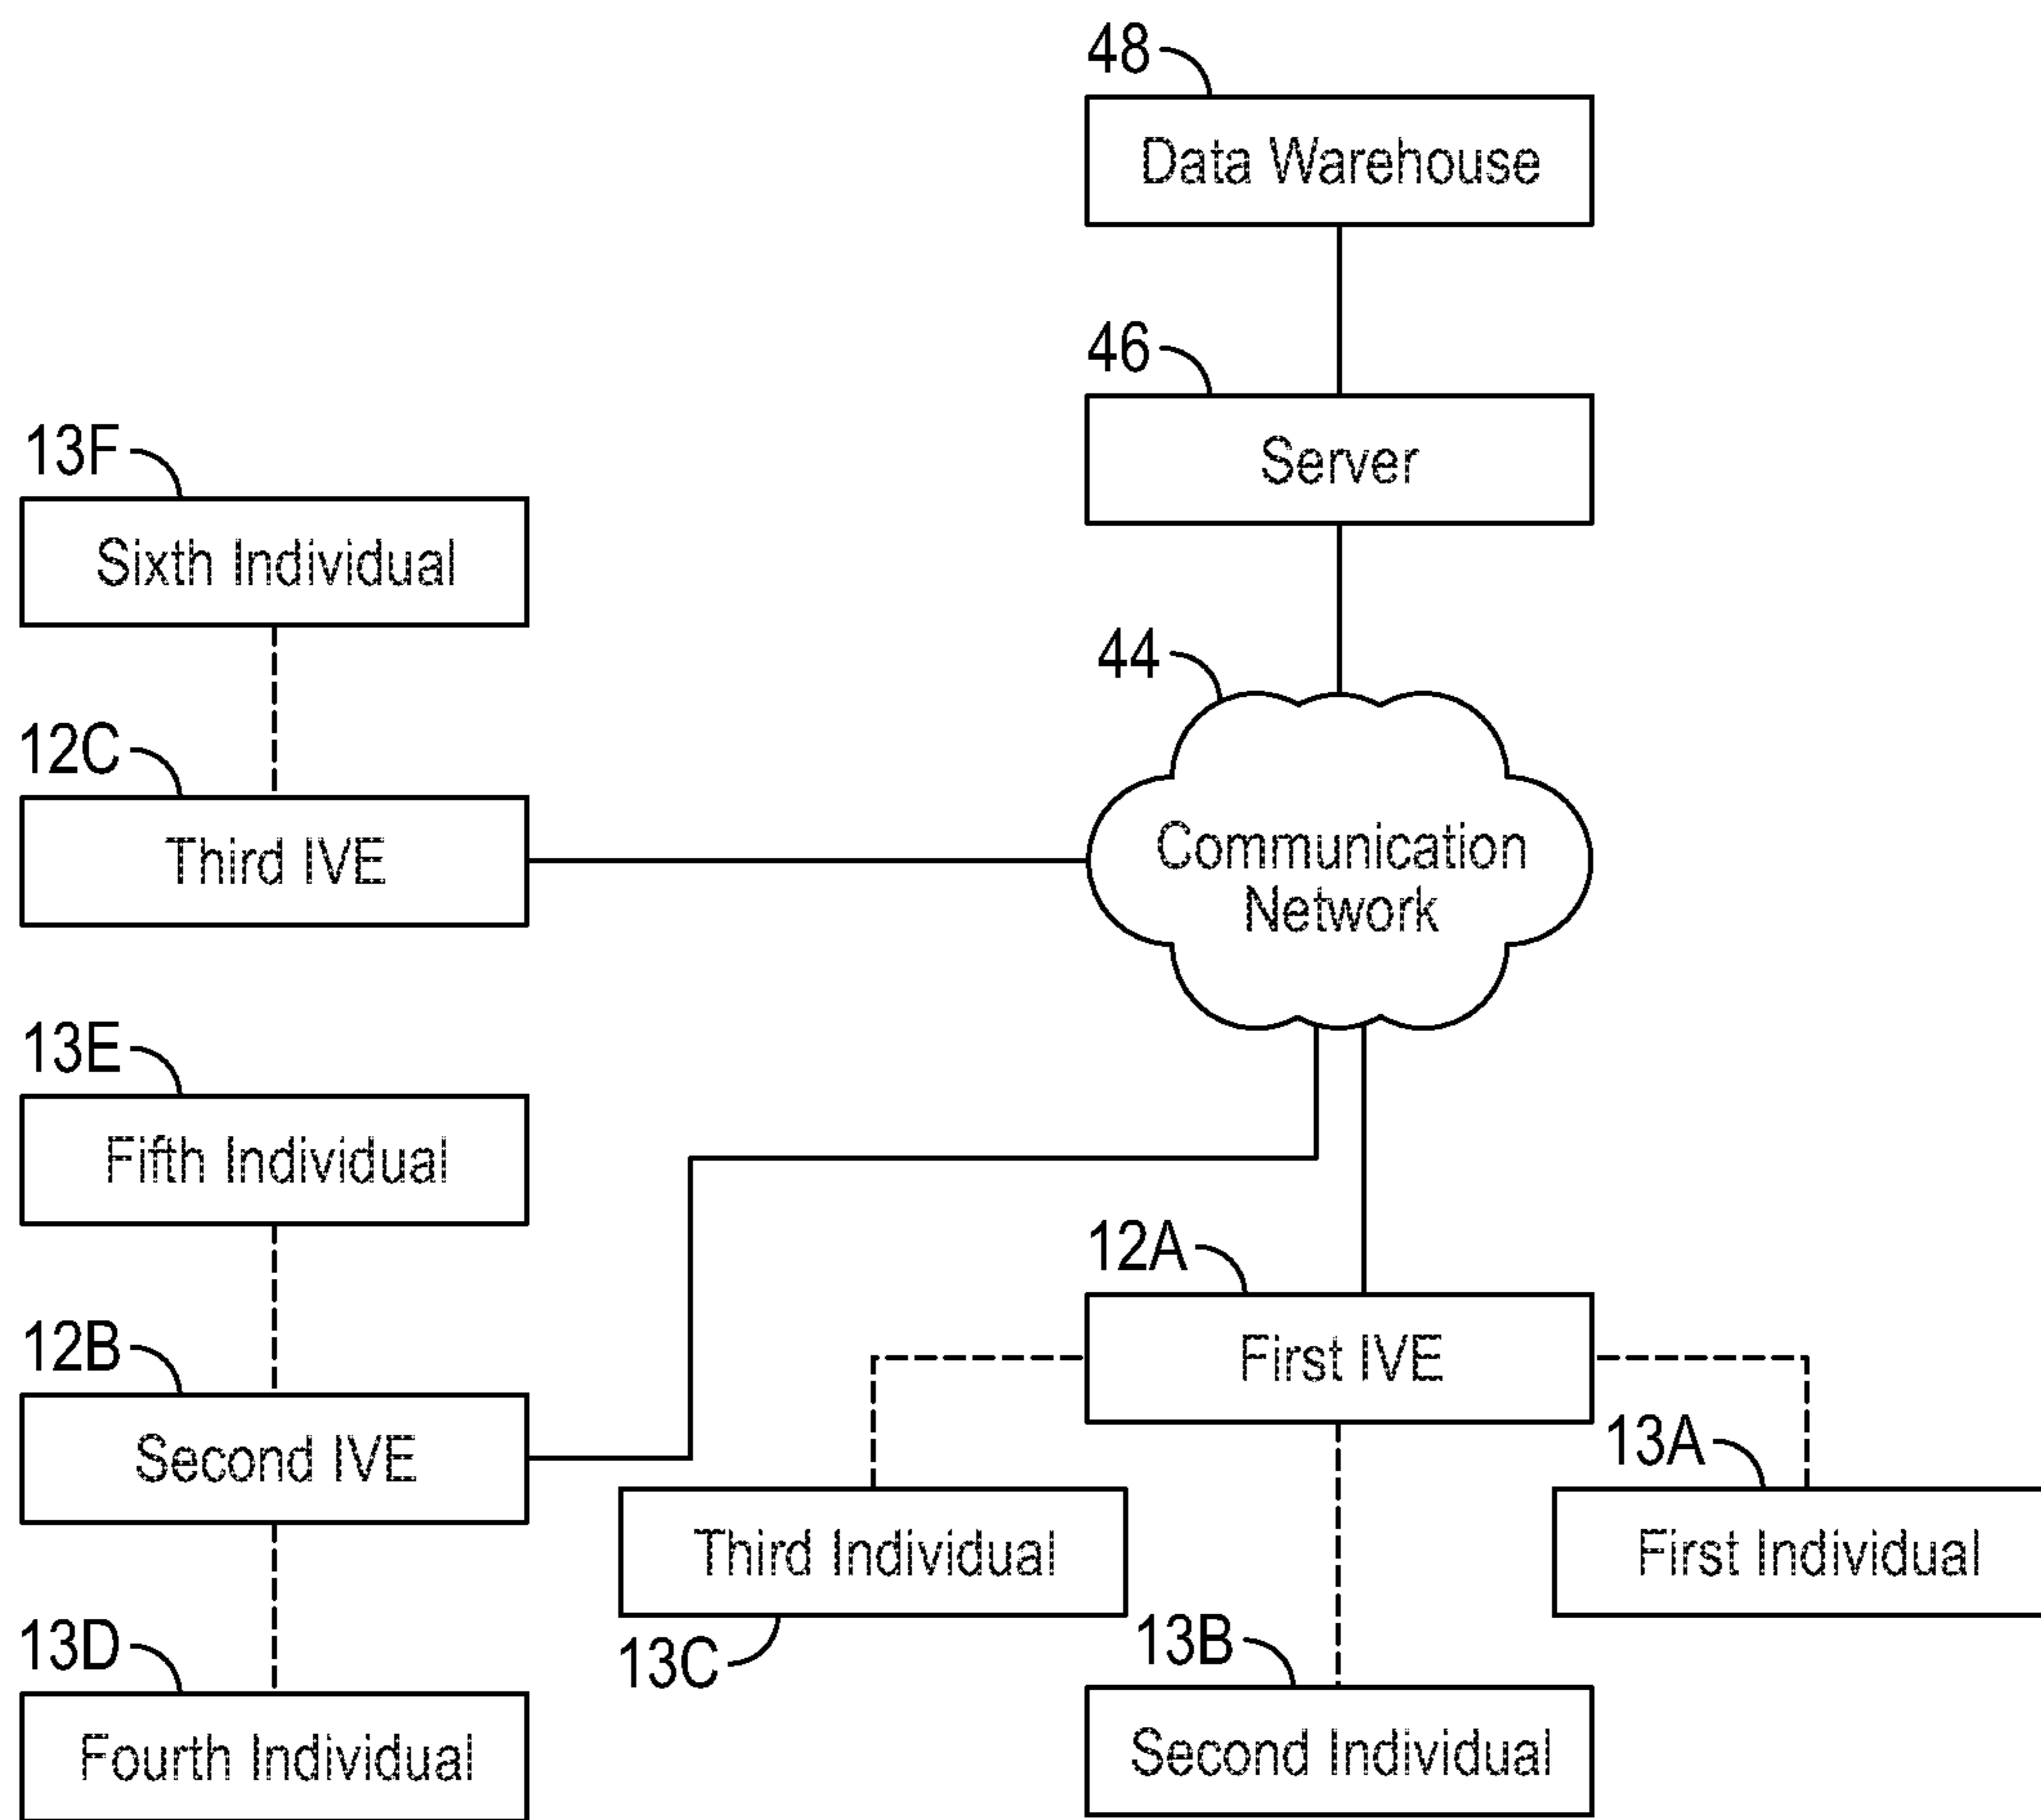 48
Data Warehouse
46
Server
13F
Sixth Individual
44
12C
Third IVE
Communication
Network
13E
Fifth Individual
12A
First IVE
12B
Second IVE
13A
Third Individual
First Individual
13C
13B
13D
Second Individual
Fourth Individual